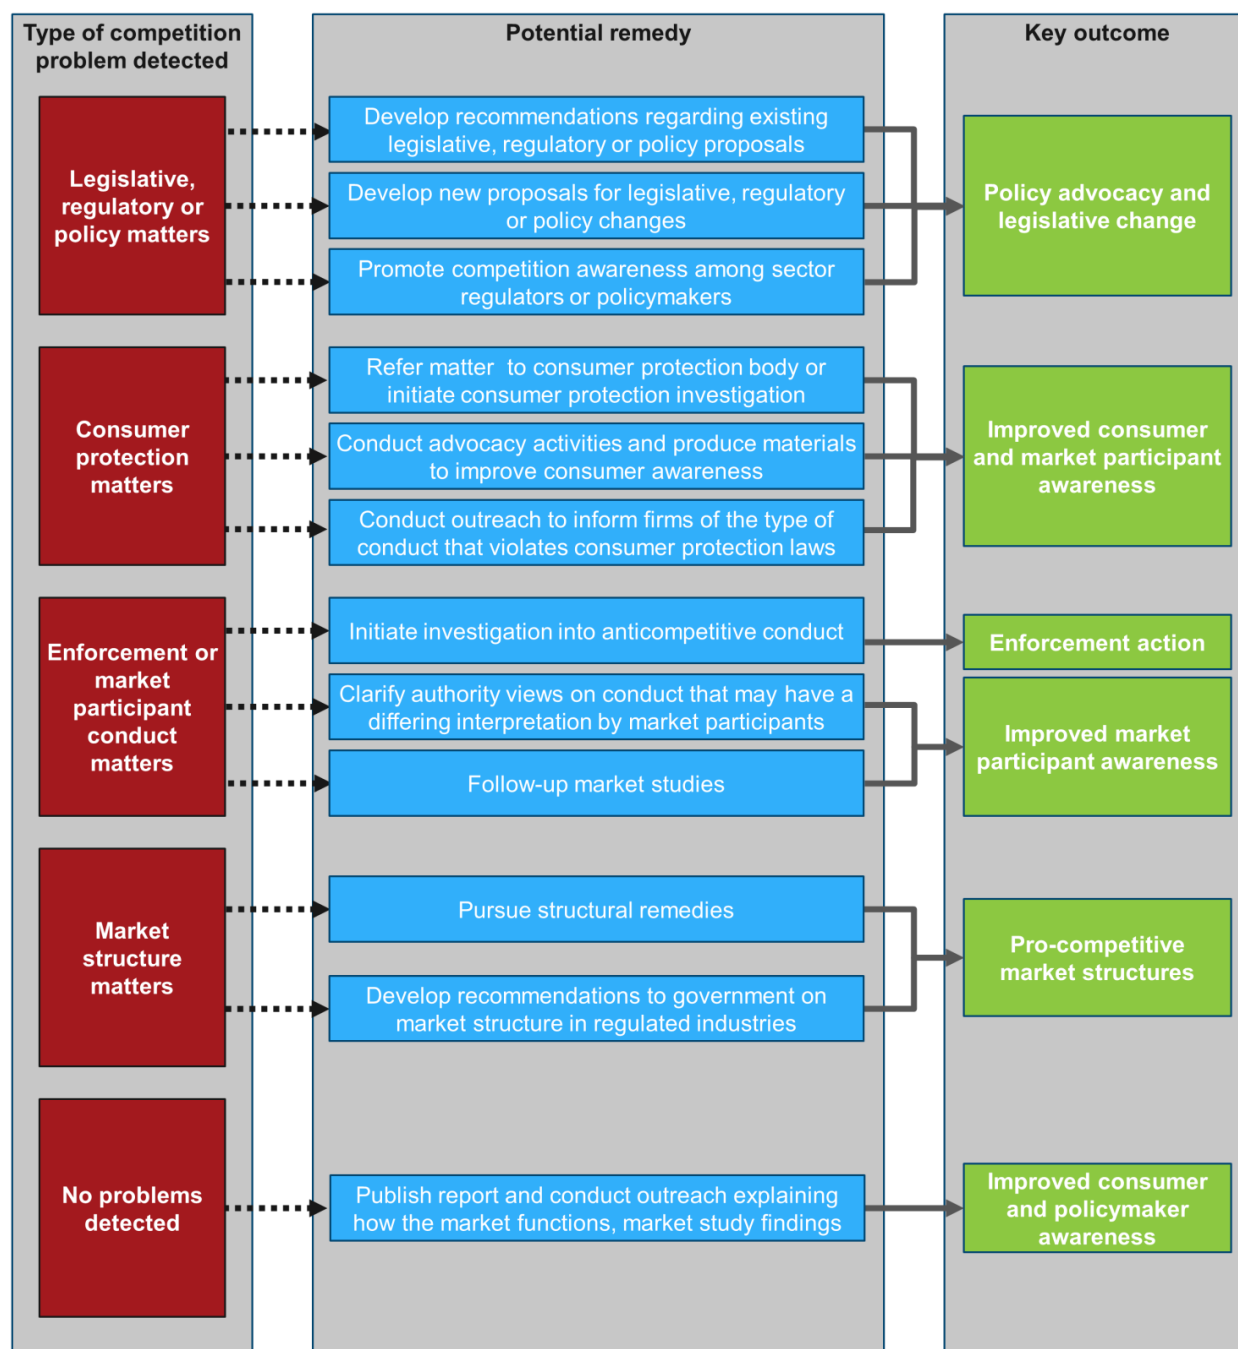 Type of competition
problem detected
Potential remedy
Key outcome
Legislative,
regulatory or
policy matters
Develop recommendations regarding existing
legislative, regulatory or policy proposals
Develop new proposals for legislative, regulatory
or policy changes
Promote competition awareness among sector
regulators or policymakers
Policy advocacy and
legislative change
Consumer
protection
matters
Refer matter to consumer protection body or
initiate consumer protection investigation
Conduct advocacy activities and produce materials
to improve consumer awareness
Conduct outreach to inform firms of the type of
conduct that violates consumer protection laws
Improved consumer
and market participant
awareness
Enforcement or
market
participant
conduct
matters
Initiate investigation into anticompetitive conduct
Clarify authority views on conduct that may have a
differing interpretation by market participants
Follow-up market studies
Enforcement action
Improved market
participant awareness
Market
structure
matters
Pursue structural remedies
Develop recommendations to government on
market structure in regulated industries
Pro-competitive
market structures
No problems
detected
Publish report and conduct outreach explaining
how the market functions, market study findings
Improved consumer
and policymaker
awareness